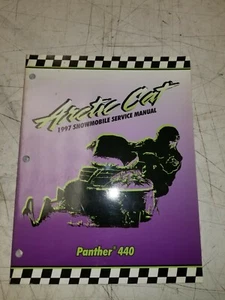 Arctic Cat
1997 SNOWMOBILE SERVICE MANUAL
Panther® 440